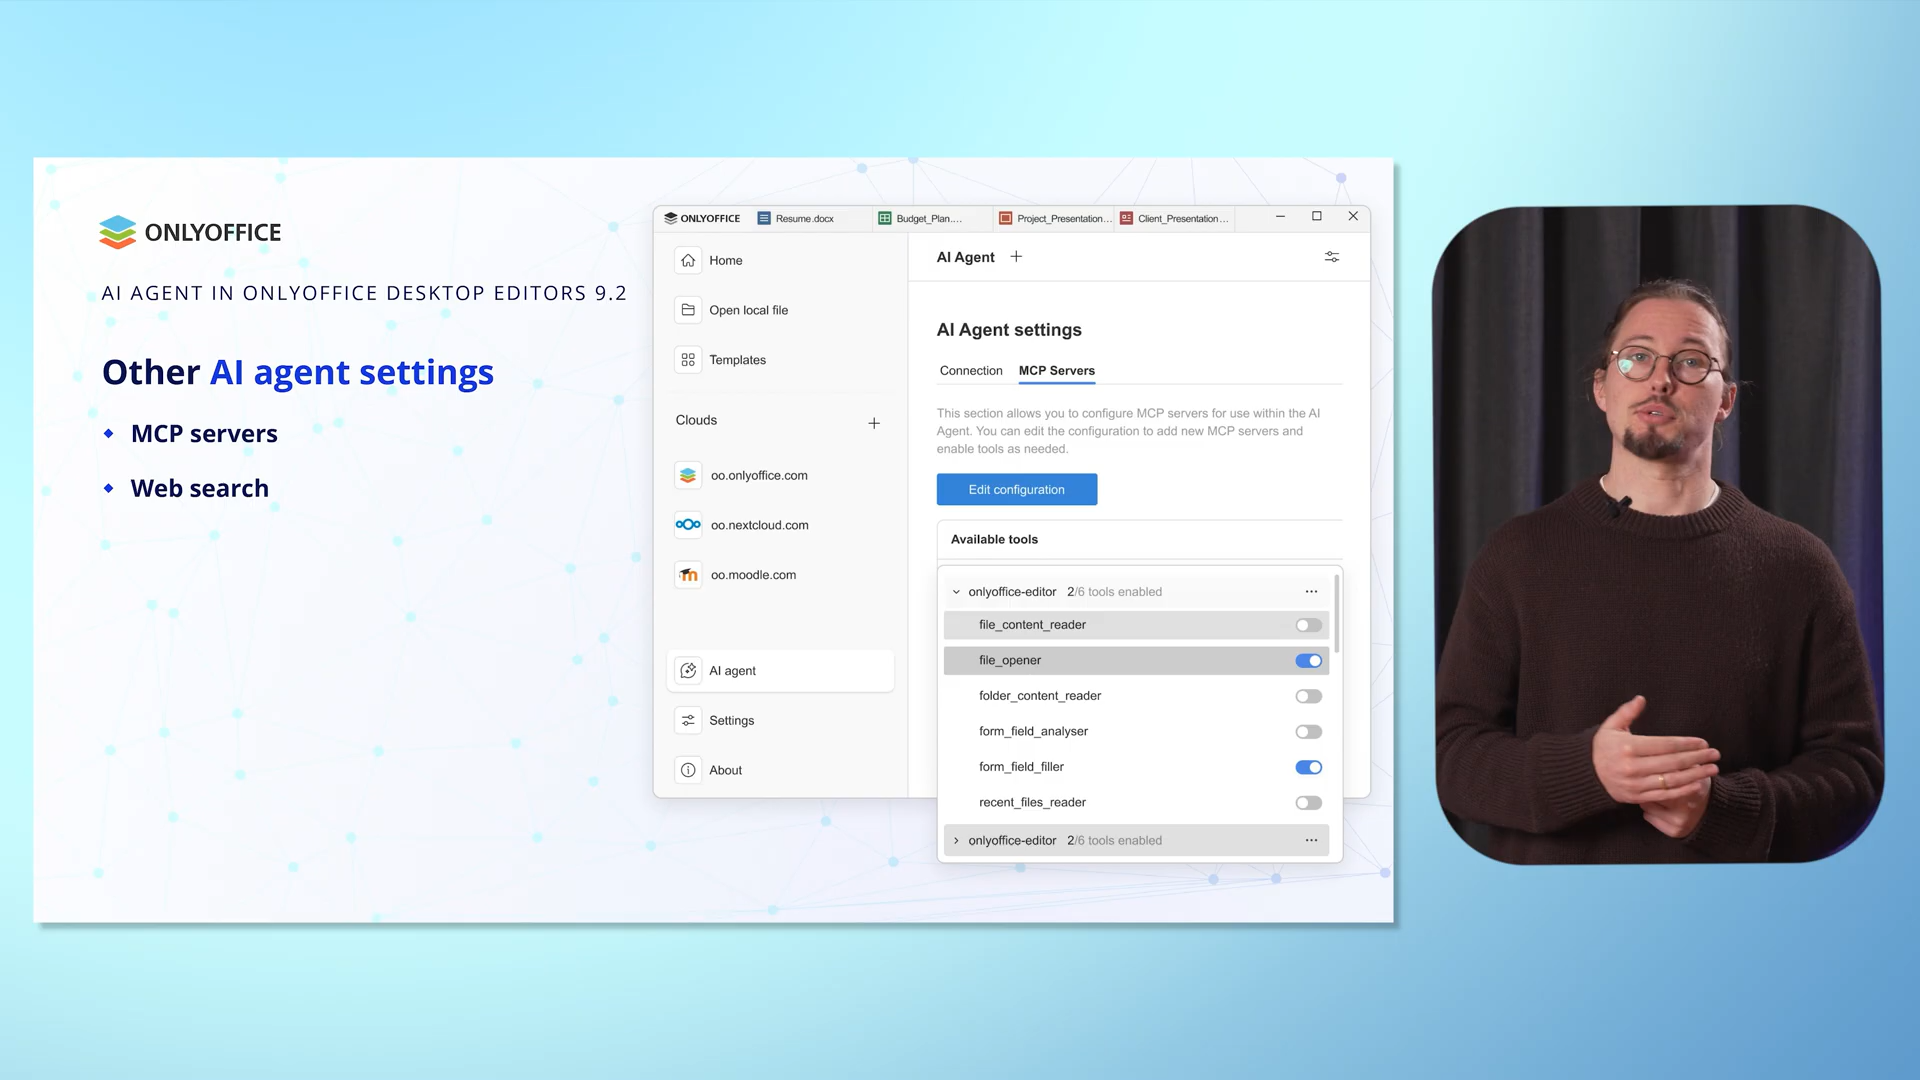 ONLYOFFICE
AI AGENT IN ONLYOFFICE DESKTOP EDITORS 9.2
Other AI agent settings
MCP servers
Web search
ONLYOFFICE
Resume.docx
Budget_Plan....
Project_Presentation...
Client_Presentation...
Home
Open local file
Templates
Clouds
oo.onlyoffice.com
oo.nextcloud.com
oo.moodle.com
AI agent
Settings
About
AI Agent
AI Agent settings
Connection
MCP Servers
This section allows you to configure MCP servers for use within the AI
Agent. You can edit the configuration to add new MCP servers and
enable tools as needed.
Edit configuration
Available tools
onlyoffice-editor 2/6 tools enabled
file_content_reader
file_opener
folder_content_reader
form_field_analyser
form_field_filler
recent_files_reader
onlyoffice-editor 2/6 tools enabled